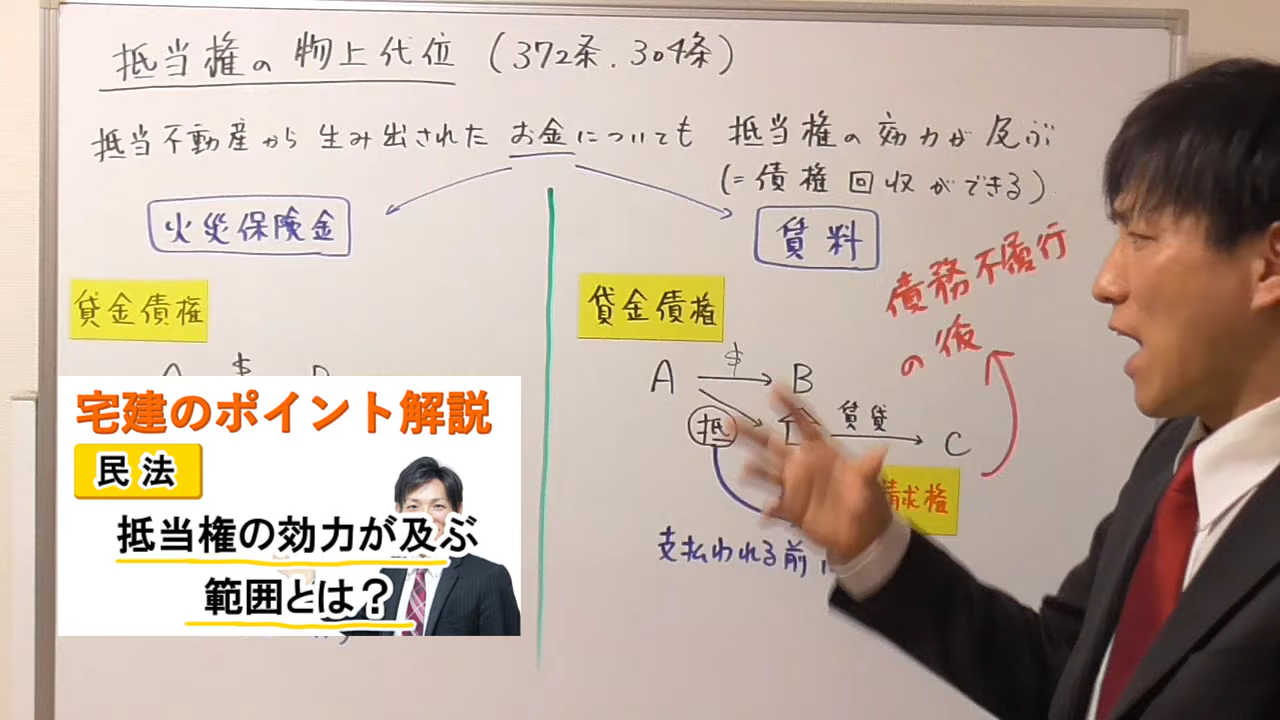 抵当権の物上代位（372条.304条）
抵当不動産から生み出されたお金についても 抵当権の効力が及ぶ
(=債権回収ができる)
火災保険金
賃料
貸金債権
貸金債権
債務不履行
の後
A $ B
抵
賃貸
C
請求権
支払われる前
宅建のポイント解説
民法
抵当権の効力が及ぶ
範囲とは？